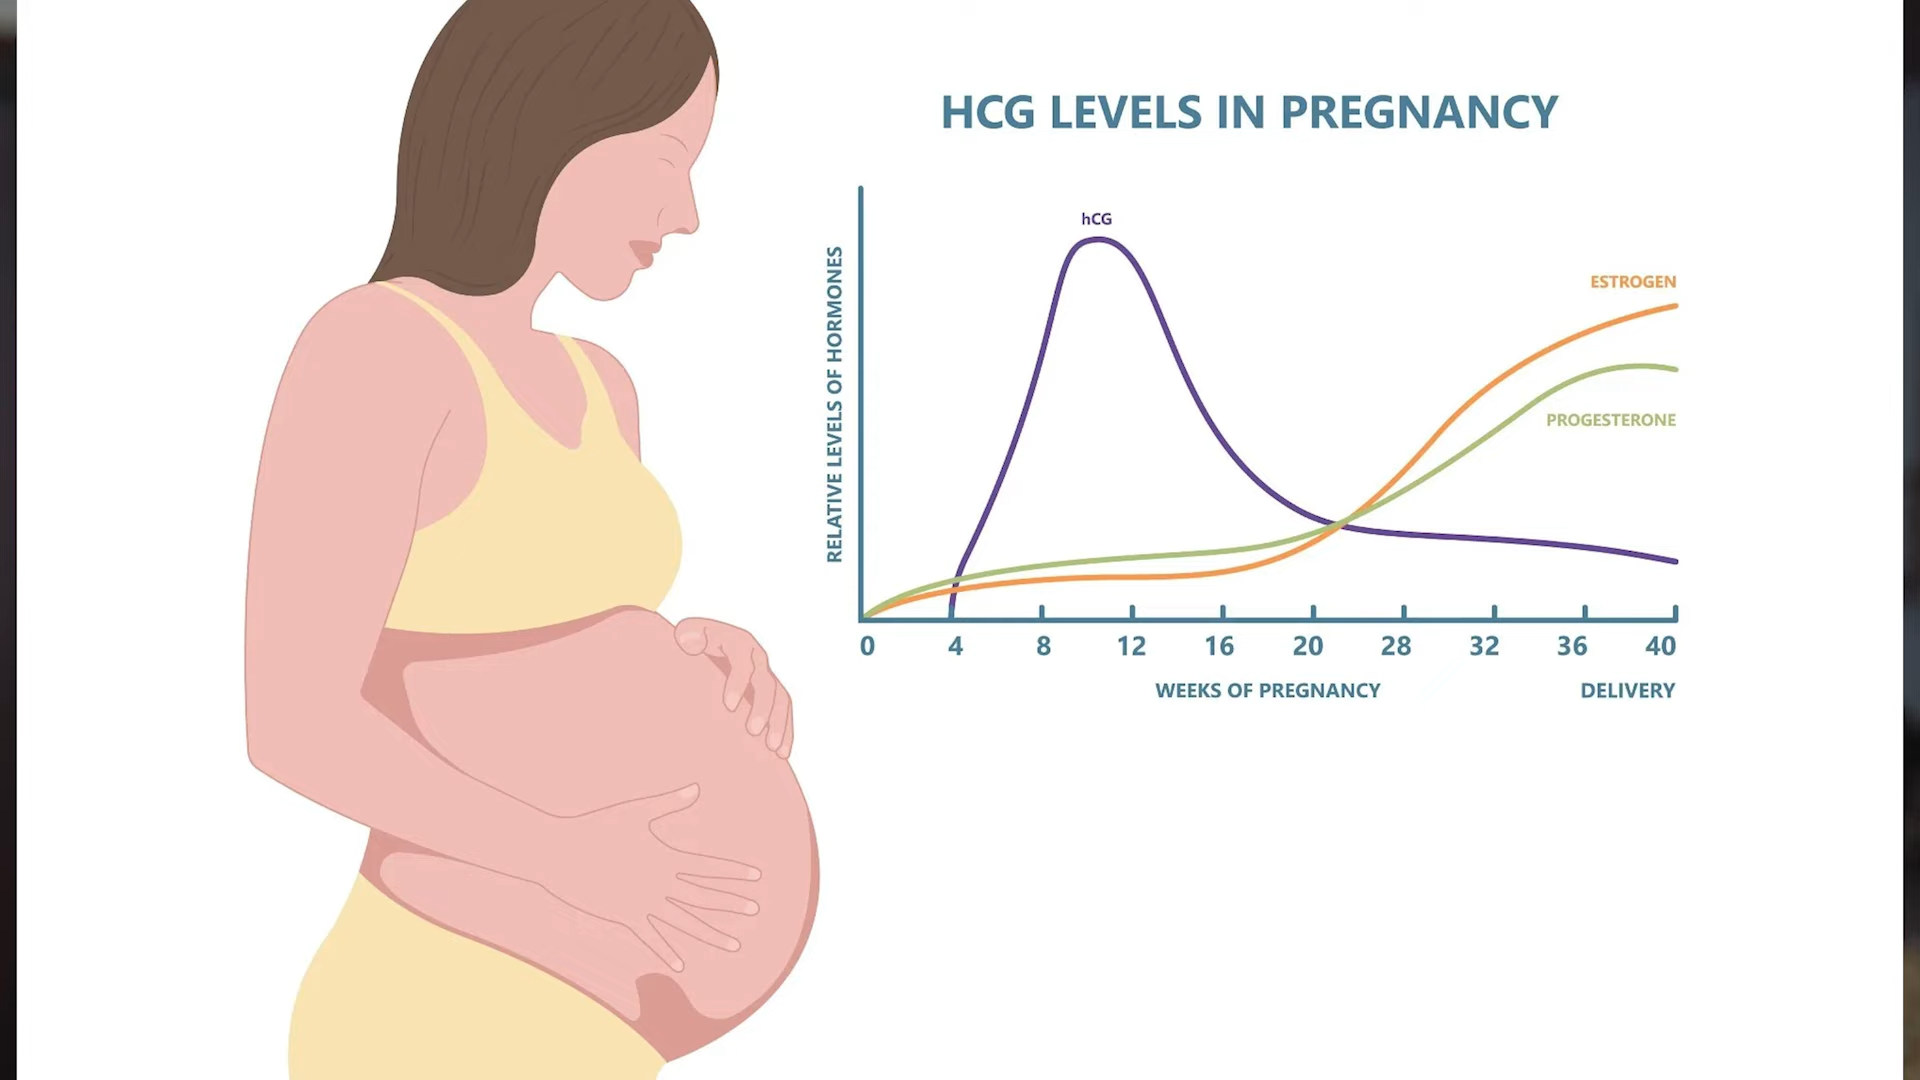 HCG LEVELS IN PREGNANCY
hCG
ESTROGEN
PROGESTERONE
RELATIVE LEVELS OF HORMONES
0 4 8 12 16 20 28 32 36 40
WEEKS OF PREGNANCY
DELIVERY